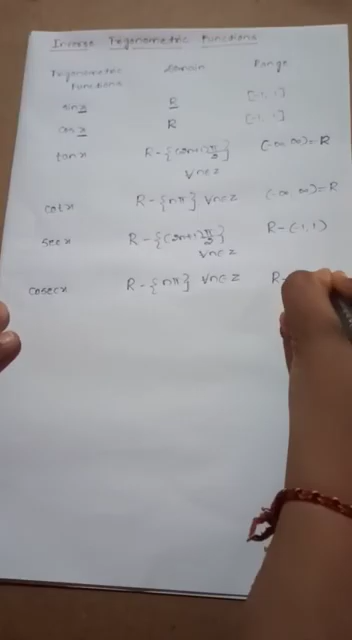 Inverse Trigonometric Functions
Trigonometric Functions Domain Range
sin x R [-1, 1]
cos x R [-1, 1]
tan x R - {(2n+1) π/2} ∀ n ∈ Z (-∞ ∞) = R
cot x R - {nπ} ∀ n ∈ Z (-∞ ∞) = R
sec x R - {(2n+1) π/2} ∀ n ∈ Z R - (-1, 1)
cosec x R - {nπ} ∀ n ∈ Z R -